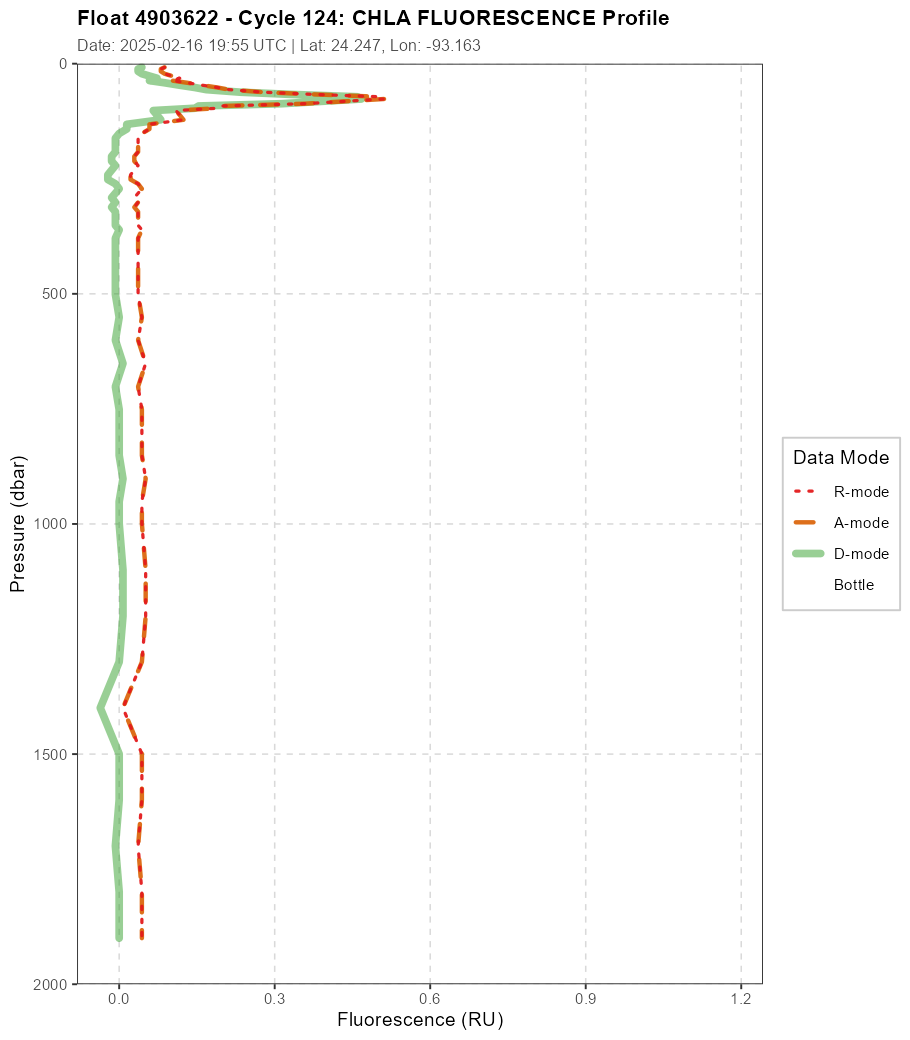 Float 4903622 - Cycle 124: CHLA FLUORESCENCE Profile
Date: 2025-02-16 19:55 UTC | Lat: 24.247, Lon: -93.163
0
500
1000
1500
2000
Pressure (dbar)
0.0 0.3 0.6 0.9 1.2
Fluorescence (RU)
Data Mode
R-mode
A-mode
D-mode
Bottle